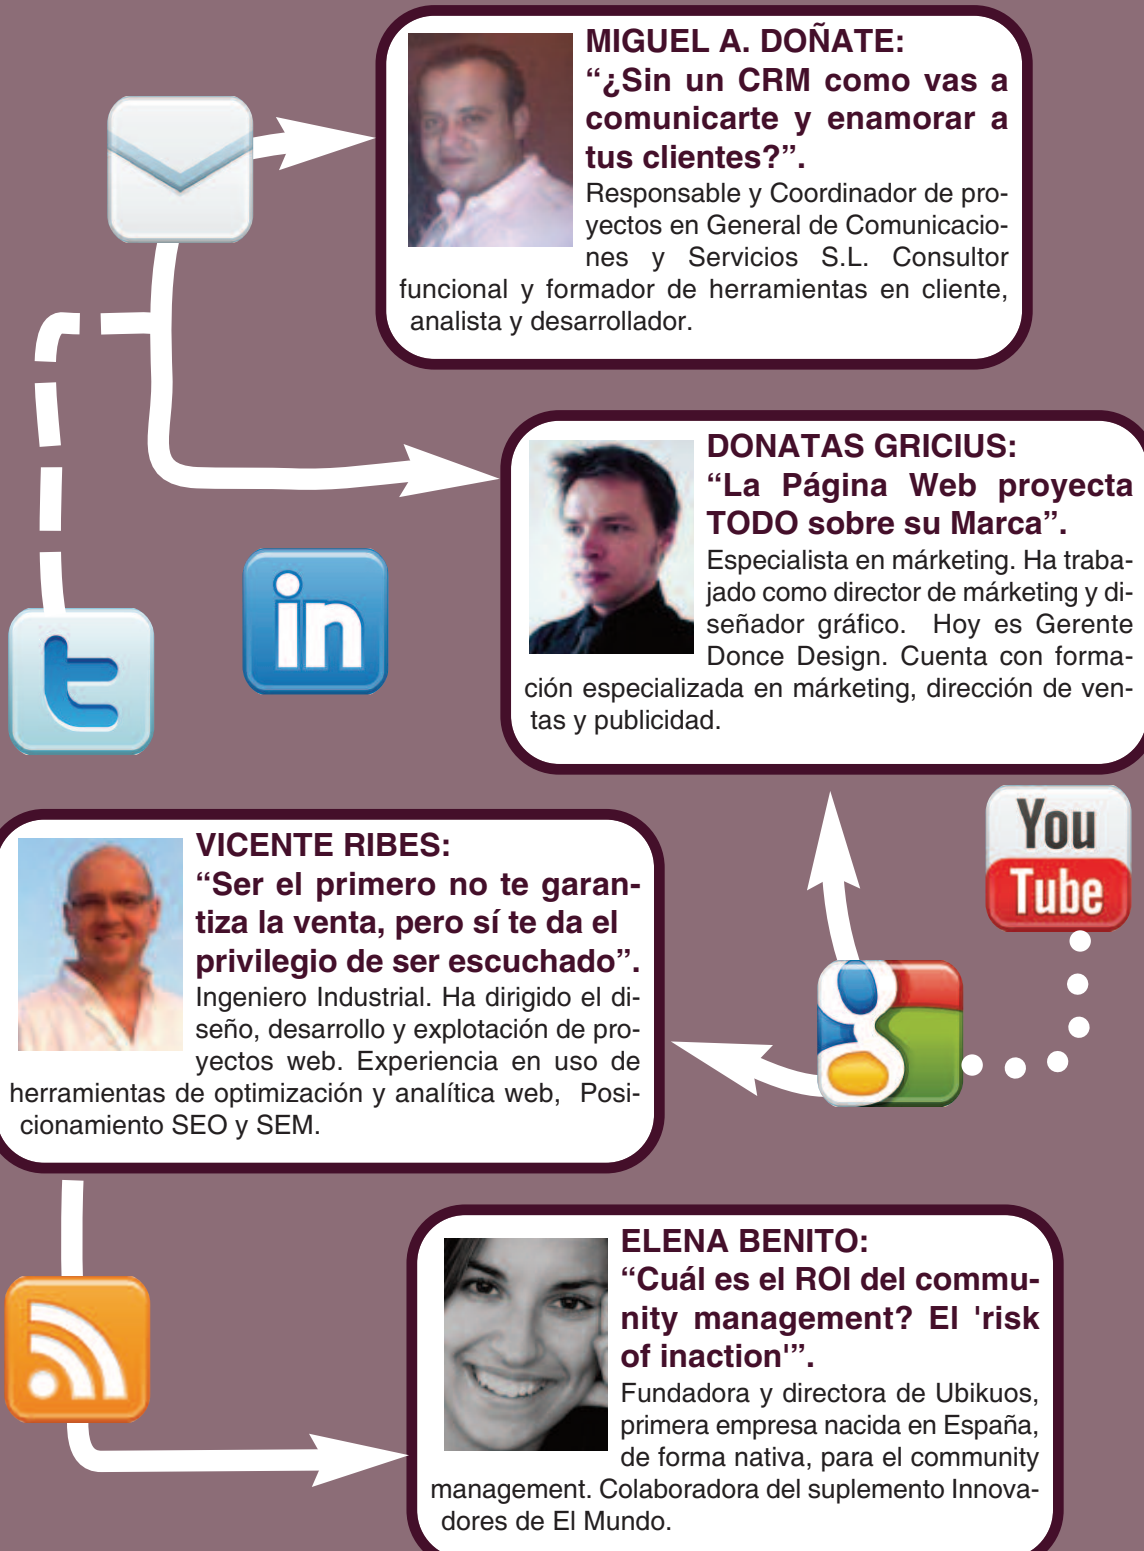 MIGUEL A. DOÑATE:
“¿Sin un CRM como vas a
comunicarte y enamorar a
tus clientes?”.
Responsable y Coordinador de pro-
yectos en General de Comunicacio-
nes y Servicios S.L. Consultor
funcional y formador de herramientas en cliente,
analista y desarrollador.
DONATAS GRICIUS:
“La Página Web proyecta
TODO sobre su Marca”.
Especialista en márketing. Ha traba-
jado como director de márketing y di-
señador gráfico. Hoy es Gerente
Donce Design. Cuenta con forma-
ción especializada en márketing, dirección de ven-
tas y publicidad.
in
t
You
Tube
VICENTE RIBES:
“Ser el primero no te garan-
tiza la venta, pero sí te da el
privilegio de ser escuchado”.
Ingeniero Industrial. Ha dirigido el di-
seño, desarrollo y explotación de pro-
yectos web. Experiencia en uso de
herramientas de optimización y analítica web, Posi-
cionamiento SEO y SEM.
g
ELENA BENITO:
“Cuál es el ROI del commu-
nity management? El 'risk
of inaction'”.
Fundadora y directora de Ubikuos,
primera empresa nacida en España,
de forma nativa, para el community
management. Colaboradora del suplemento Innova-
dores de El Mundo.